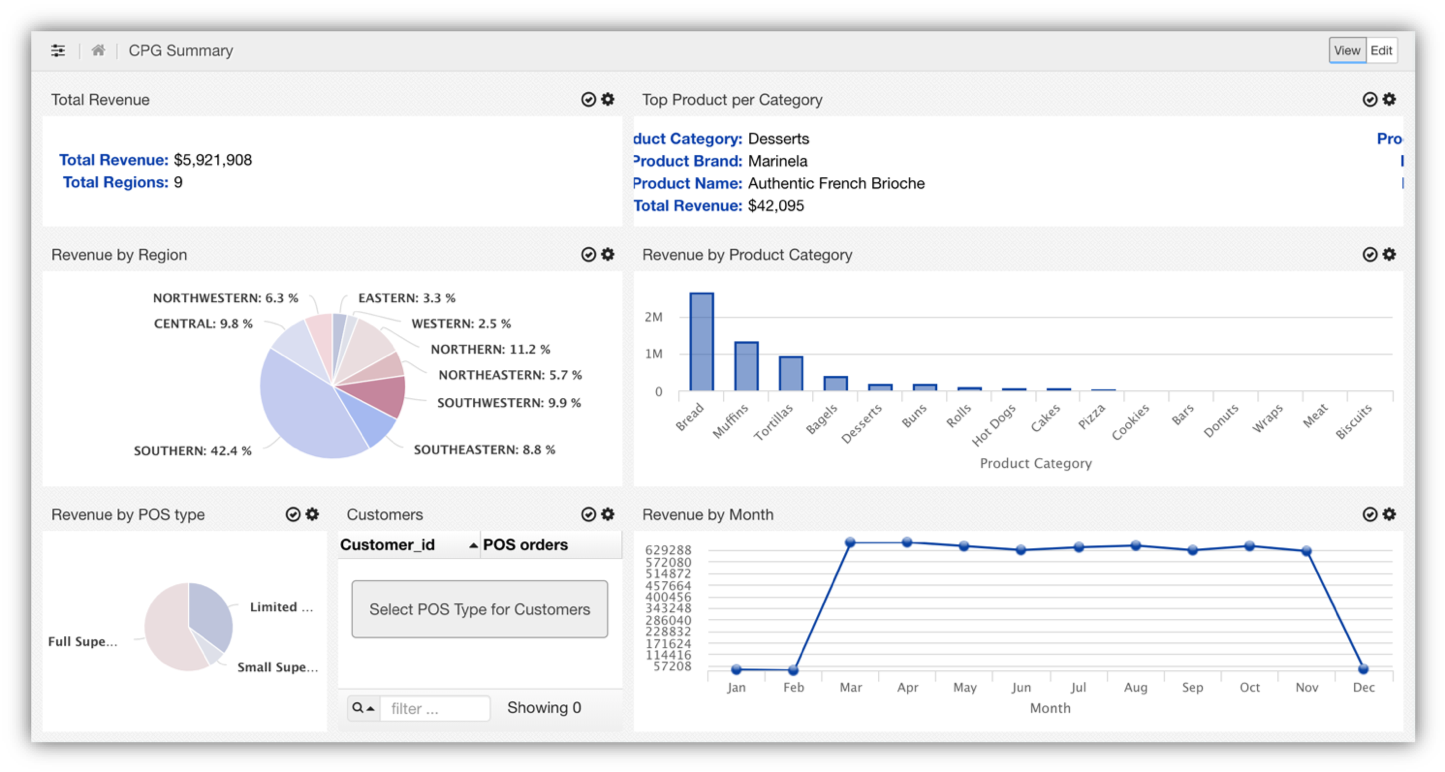 CPG Summary
View Edit
Total Revenue
Total Revenue: $5,921,908
Total Regions: 9
Top Product per Category
duct Category: Desserts
Product Brand: Marinela
Product Name: Authentic French Brioche
Total Revenue: $42,095
Pro
Revenue by Region
NORTHWESTERN: 6.3 %
EASTERN: 3.3 %
CENTRAL: 9.8 %
WESTERN: 2.5 %
NORTHERN: 11.2 %
NORTHEASTERN: 5.7 %
SOUTHWESTERN: 9.9 %
SOUTHERN: 42.4 %
SOUTHEASTERN: 8.8 %
Revenue by Product Category
2M
1M
0
Bread
Muffins
Tortillas
Bagels
Desserts
Buns
Rolls
Hot Dogs
Cakes
Pizza
Cookies
Bars
Donuts
Wraps
Meat
Biscuits
Product Category
Revenue by POS type
Limited ...
Full Supe...
Small Supe...
Customers
Customer_id POS orders
Select POS Type for Customers
filter ... Showing 0
Revenue by Month
629288
572080
514872
457664
400456
343248
286040
228832
171624
114416
57208
Jan Feb Mar Apr May Jun Jul Aug Sep Oct Nov Dec
Month